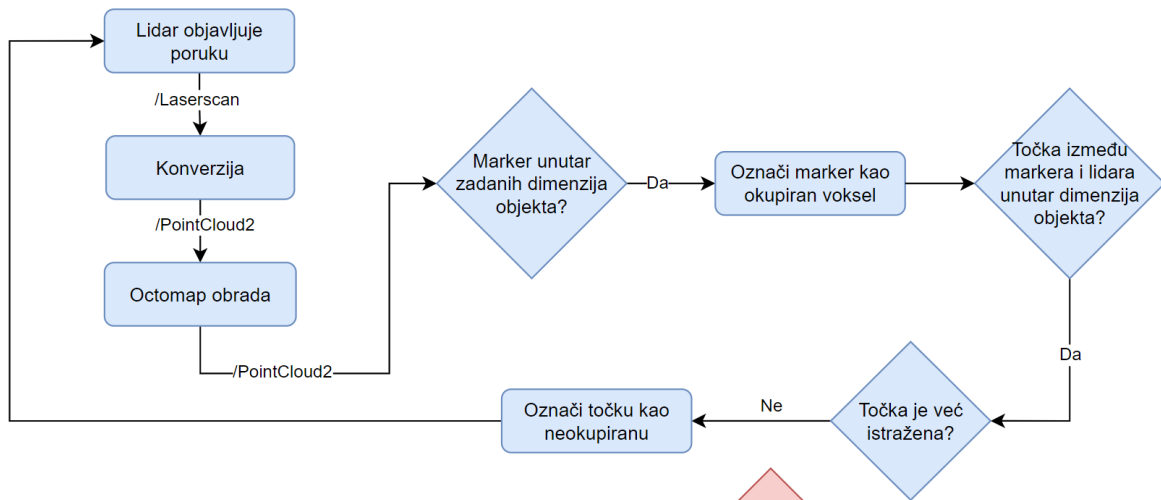 Lidar objavljuje
poruku
/Laserscan
Konverzija
/PointCloud2
Octomap obrada
/PointCloud2
Marker unutar
zadanih dimenzija
objekta?
Da
Označi marker kao
okupiran voksel
Točka između
markera i lidara
unutar dimenzija
objekta?
Da
Točka je već
istražena?
Ne
Označi točku kao
neokupiranu